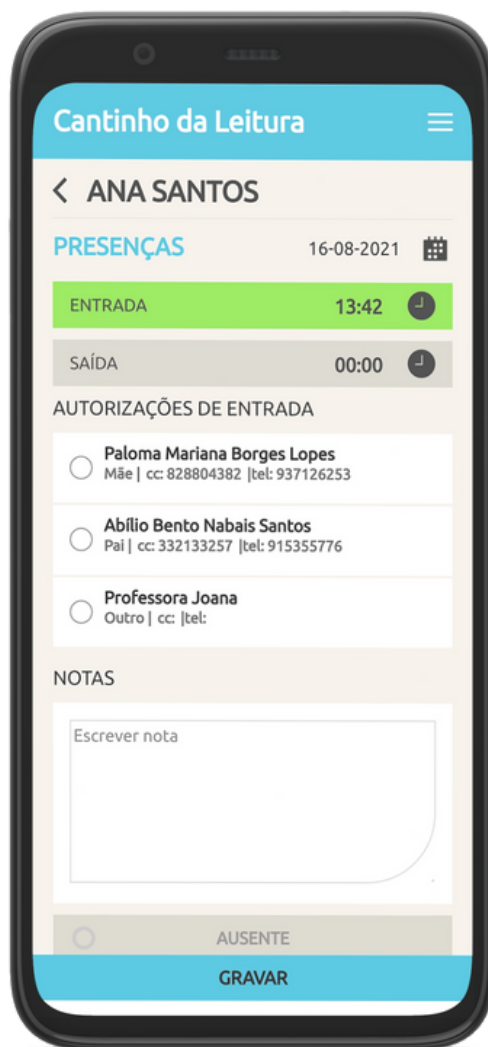 Cantinho da Leitura
ANA SANTOS
PRESENÇAS 16-08-2021
ENTRADA 13:42
SAÍDA 00:00
AUTORIZAÇÕES DE ENTRADA
Paloma Mariana Borges Lopes
Mãe | cc: 828804382 |tel: 937126253
Abílio Bento Nabais Santos
Pai | cc: 332133257 |tel: 915355776
Professora Joana
Outro | cc: |tel:
NOTAS
Escrever nota
AUSENTE
GRAVAR